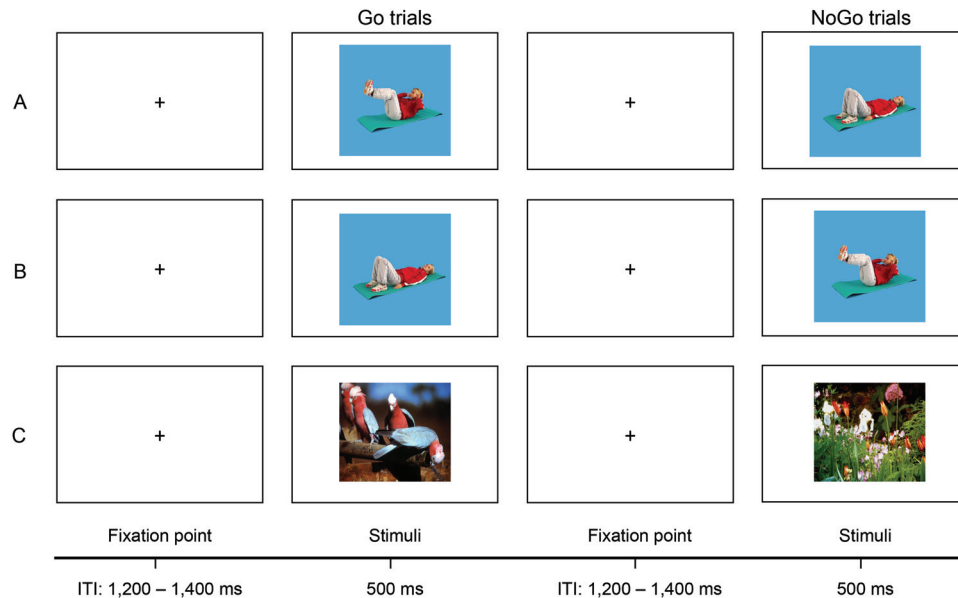 Go trials NoGo trials
A + +
B + +
C + +
Fixation point Stimuli Fixation point Stimuli
ITI: 1,200 – 1,400 ms 500 ms ITI: 1,200 – 1,400 ms 500 ms